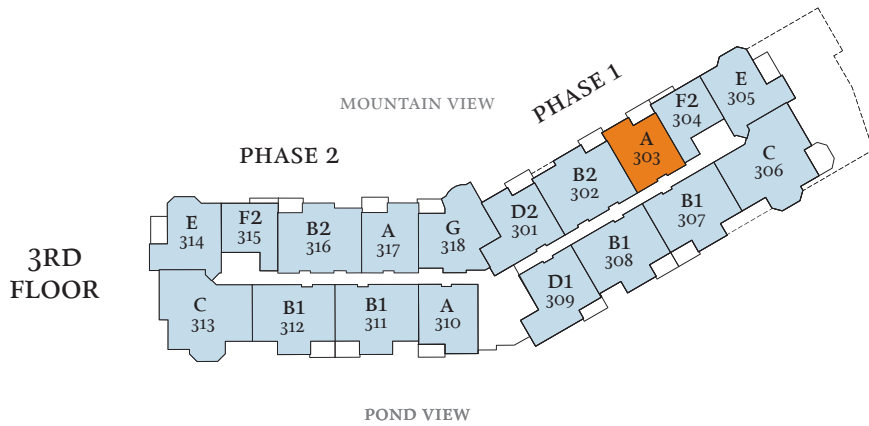 MOUNTAIN VIEW
PHASE 1
PHASE 2
3RD
FLOOR
E
305
F2
304
A
303
B2
302
D2
301
C
306
B1
307
B1
308
D1
309
E
314
F2
315
B2
316
A
317
G
318
C
313
B1
312
B1
311
A
310
POND VIEW